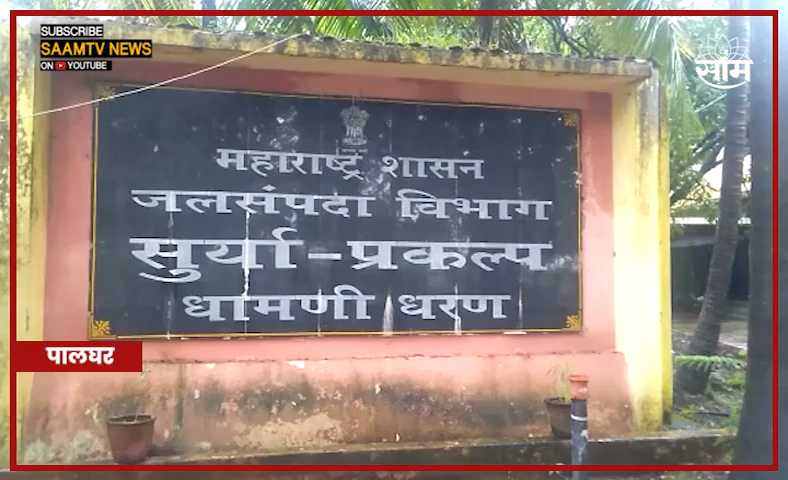 SUBSCRIBE
SAAMTV NEWS
ON YOUTUBE
साम
महाराष्ट्र शासन
जलसंपदा विभाग
सुर्या-प्रकल्प
धामणी धरण
पालघर